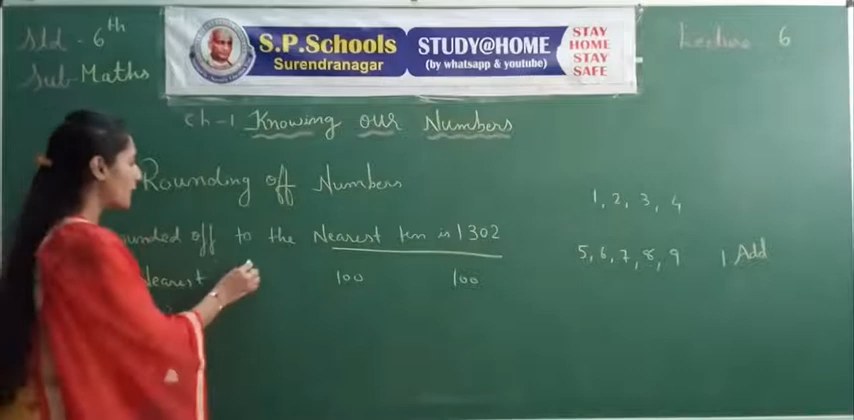 Std - 6th
Sub - Maths
S.P.Schools
Surendranagar
STUDY@HOME
(by whatsapp & youtube)
STAY
HOME
STAY
SAFE
Lecture 6
Ch-1 Knowing our Numbers
Rounding off Numbers
1, 2, 3, 4
off to the Nearest ten is 1302
5, 6, 7, 8, 9 1 Add
100 100